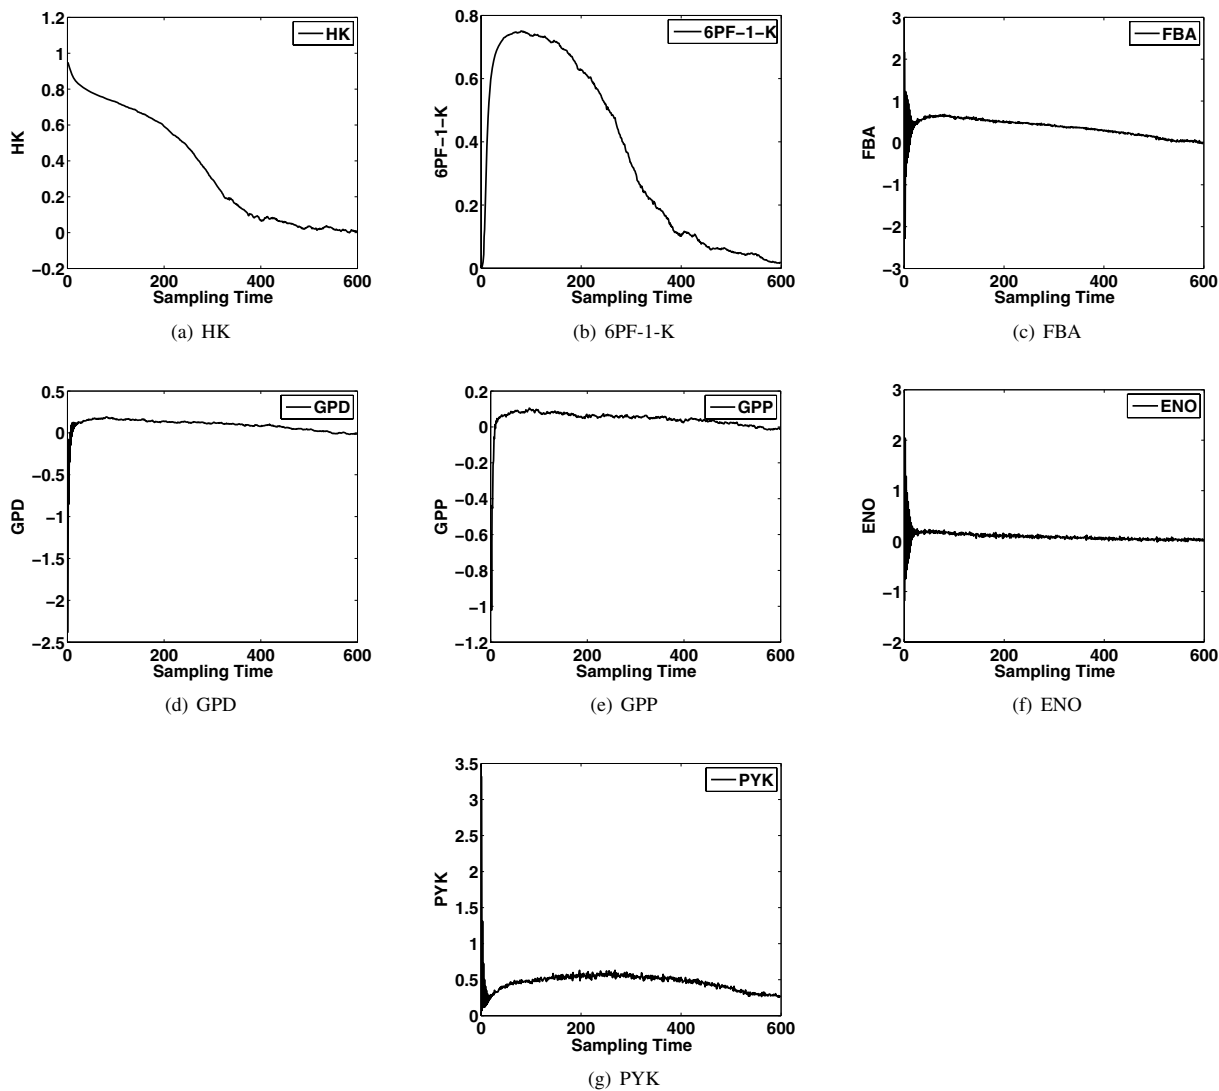 1.2
1
0.8
0.6
0.4
0.2
0
−0.2
HK
HK
0 200 400 600
Sampling Time
(a) HK
0.8
0.6
0.4
0.2
0
6PF−1−K
6PF−1−K
0 200 400 600
Sampling Time
(b) 6PF-1-K
3
2
1
0
−1
−2
−3
FBA
FBA
0 200 400 600
Sampling Time
(c) FBA
0.5
0
−0.5
−1
−1.5
−2
−2.5
GPD
GPD
0 200 400 600
Sampling Time
(d) GPD
0.2
0
−0.2
−0.4
−0.6
−0.8
−1
−1.2
GPP
GPP
0 200 400 600
Sampling Time
(e) GPP
3
2
1
0
−1
−2
ENO
ENO
0 200 400 600
Sampling Time
(f) ENO
3.5
3
2.5
2
1.5
1
0.5
0
PYK
PYK
0 200 400 600
Sampling Time
(g) PYK